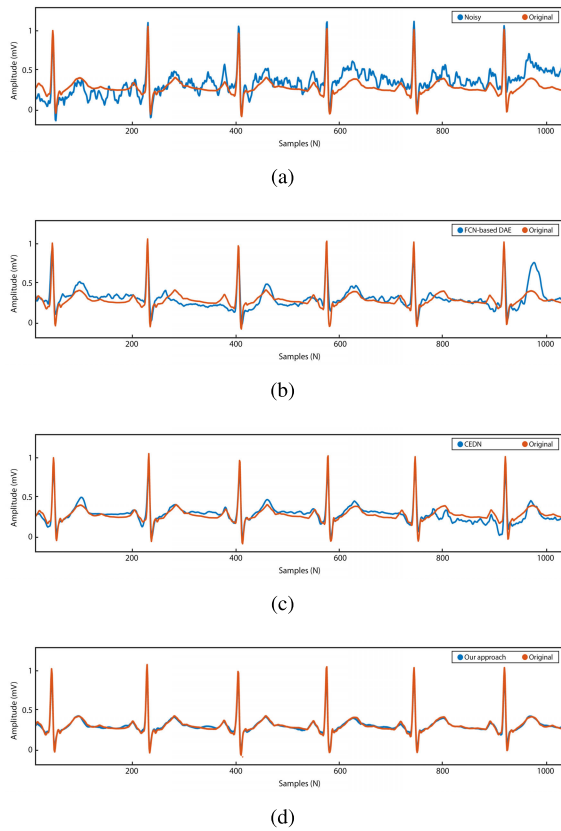 Noisy Original
Amplitude (mV)
1
0.5
0
200 400 600 800 1000
Samples (N)
(a)
FCN-based DAE Original
Amplitude (mV)
1
0.5
0
200 400 600 800 1000
Samples (N)
(b)
CEDN Original
Amplitude (mV)
1
0.5
0
200 400 600 800 1000
Samples (N)
(c)
Our approach Original
Amplitude (mV)
1
0.5
0
200 400 600 800 1000
Samples (N)
(d)